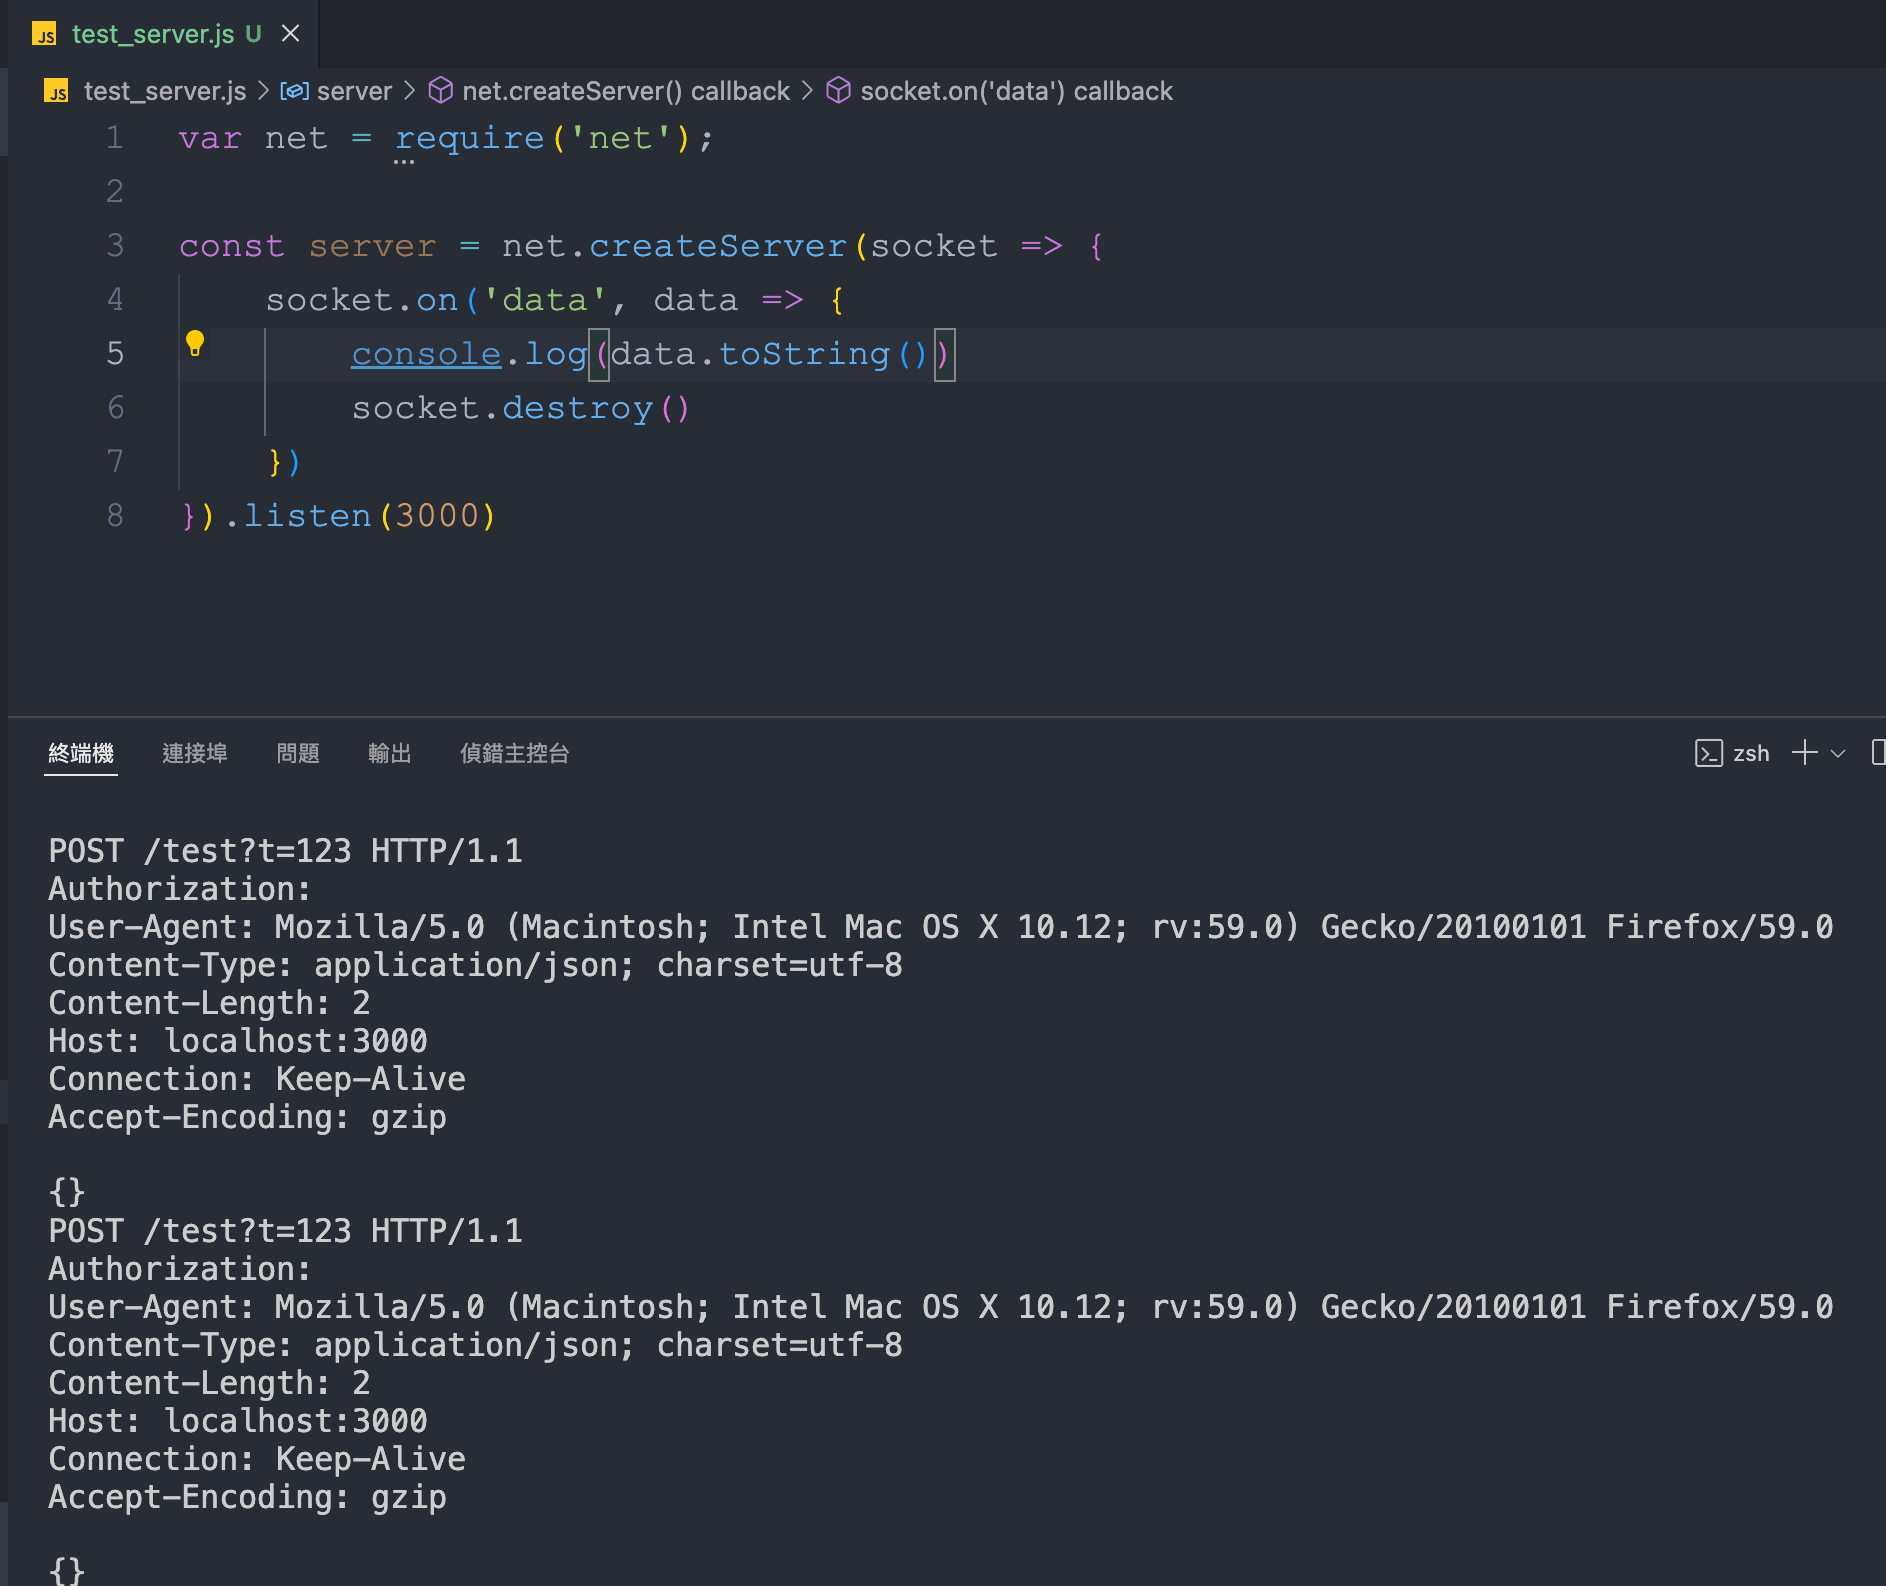 JS test_server.js U
JS test_server.js > server > net.createServer() callback > socket.on('data') callback
1 var net = require('net');
2
3 const server = net.createServer(socket => {
4 socket.on('data', data => {
5 console.log(data.toString())
6 socket.destroy()
7 })
8 }).listen(3000)
終端機 連接埠 問題 輸出 偵錯主控台 zsh
POST /test?t=123 HTTP/1.1
Authorization:
User-Agent: Mozilla/5.0 (Macintosh; Intel Mac OS X 10.12; rv:59.0) Gecko/20100101 Firefox/59.0
Content-Type: application/json; charset=utf-8
Content-Length: 2
Host: localhost:3000
Connection: Keep-Alive
Accept-Encoding: gzip
{}
POST /test?t=123 HTTP/1.1
Authorization:
User-Agent: Mozilla/5.0 (Macintosh; Intel Mac OS X 10.12; rv:59.0) Gecko/20100101 Firefox/59.0
Content-Type: application/json; charset=utf-8
Content-Length: 2
Host: localhost:3000
Connection: Keep-Alive
Accept-Encoding: gzip
{}